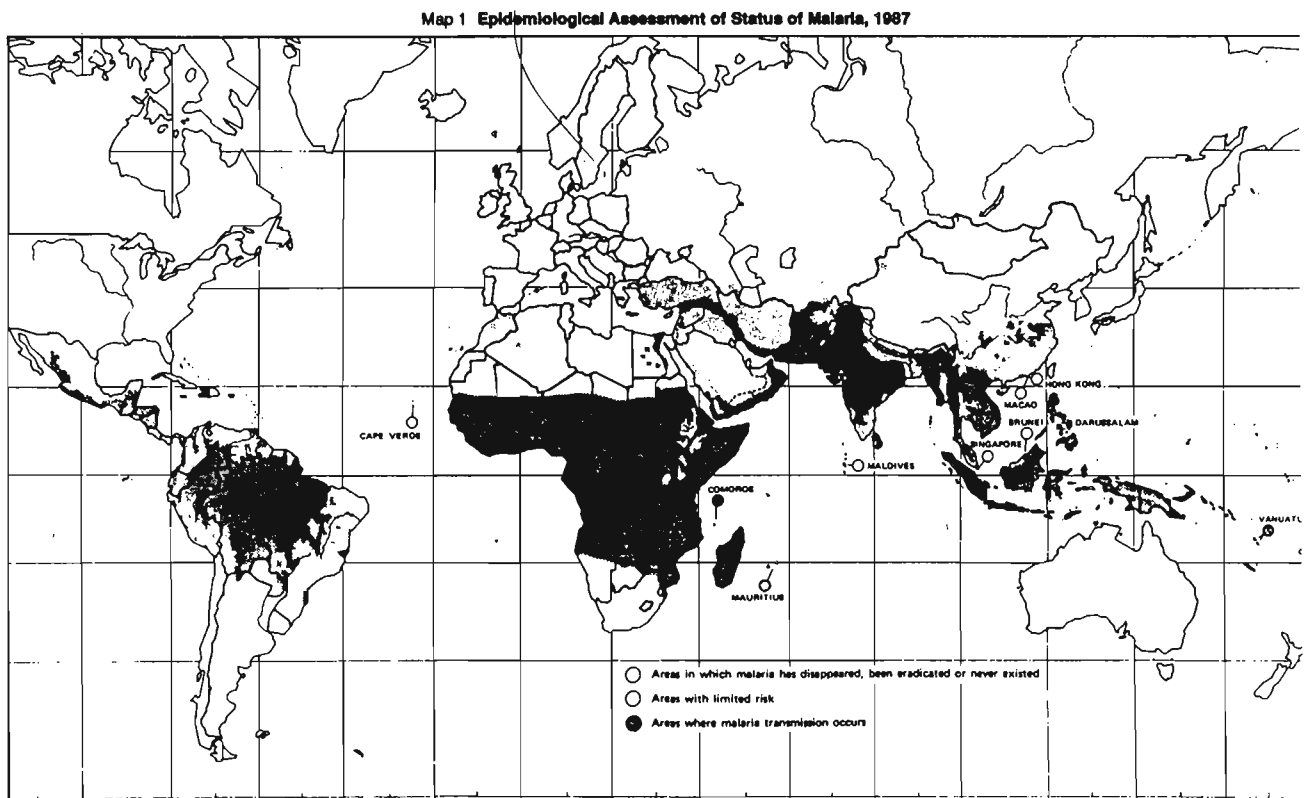 Map 1 Epidemiological Assessment of Status of Malaria, 1987
HONG KONG
MACAO
CAPE VERDE
BRUNEI
DARUSSALAM
SINGAPORE
MALDIVES
COMOROS
VANUATU
MAURITIUS
Areas in which malaria has disappeared, been eradicated or never existed
Areas with limited risk
Areas where malaria transmission occurs